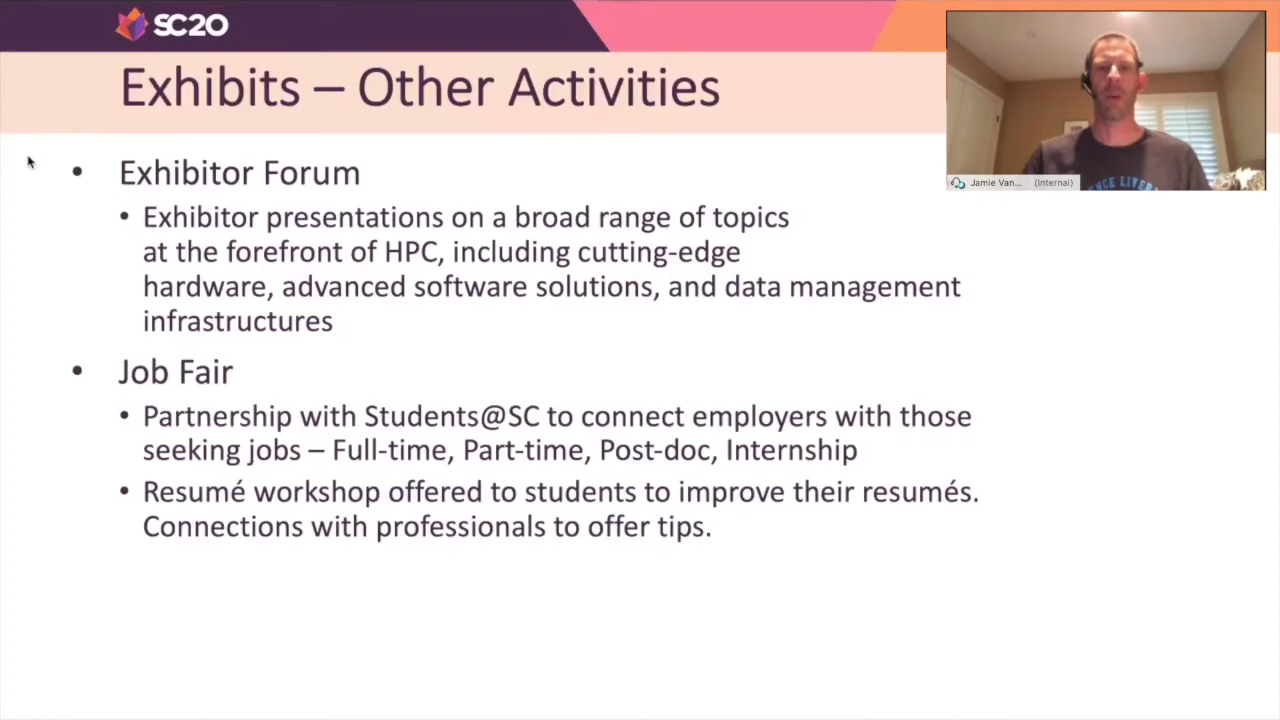 SC20
Exhibits – Other Activities
Jamie Van... (internal)
• Exhibitor Forum
• Exhibitor presentations on a broad range of topics
at the forefront of HPC, including cutting-edge
hardware, advanced software solutions, and data management
infrastructures
• Job Fair
• Partnership with Students@SC to connect employers with those
seeking jobs – Full-time, Part-time, Post-doc, Internship
• Resumé workshop offered to students to improve their resumés.
Connections with professionals to offer tips.